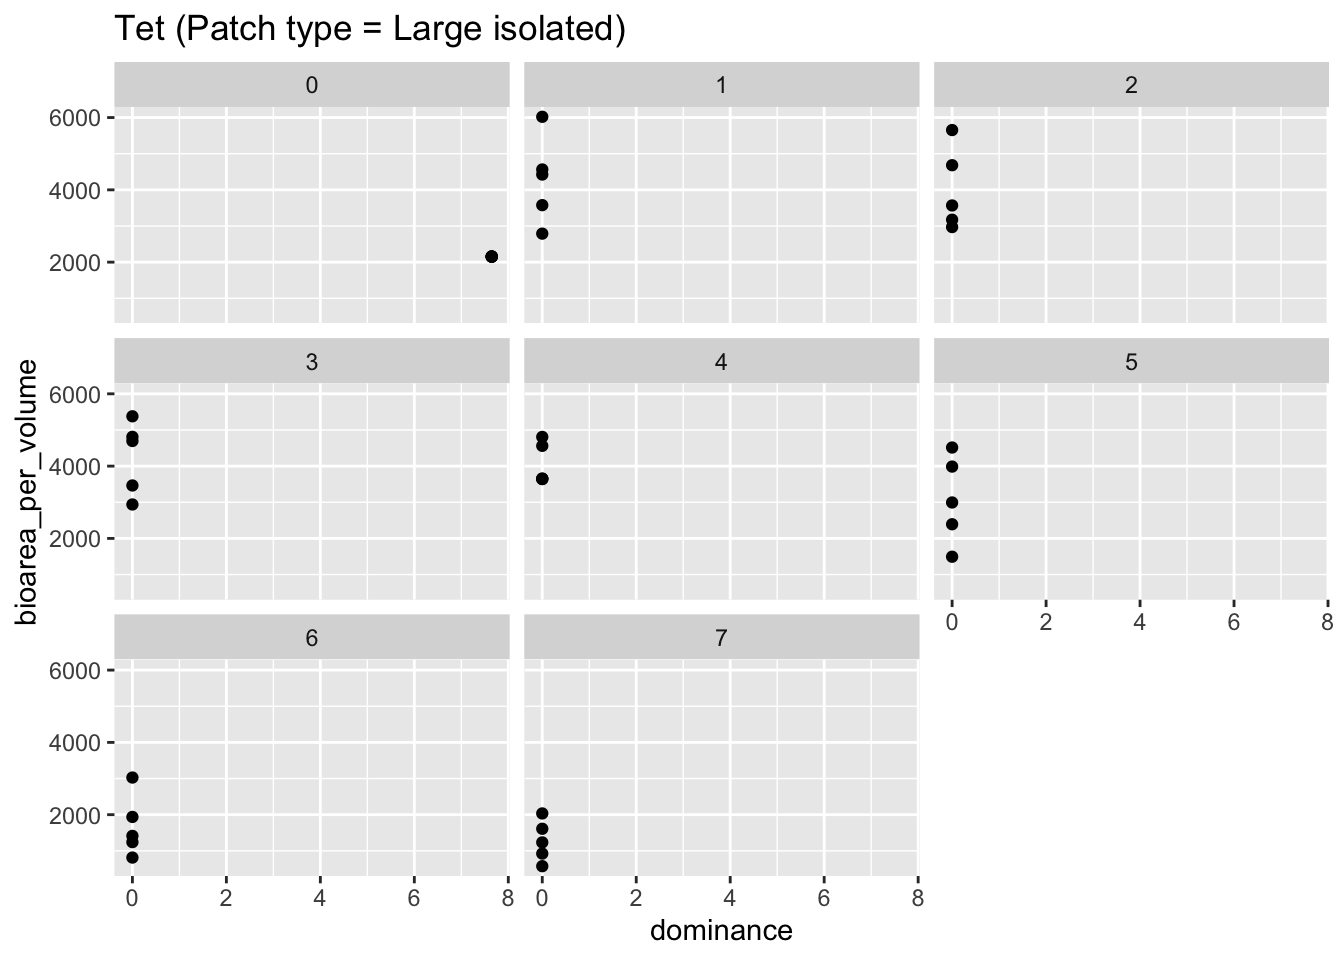 Tet (Patch type = Large isolated)
0 1 2
6000
4000
2000
3 4 5
6000
4000
2000
0 2 4 6 8
6 7
6000
4000
2000
0 2 4 6 8 0 2 4 6 8
bioarea_per_volume
dominance